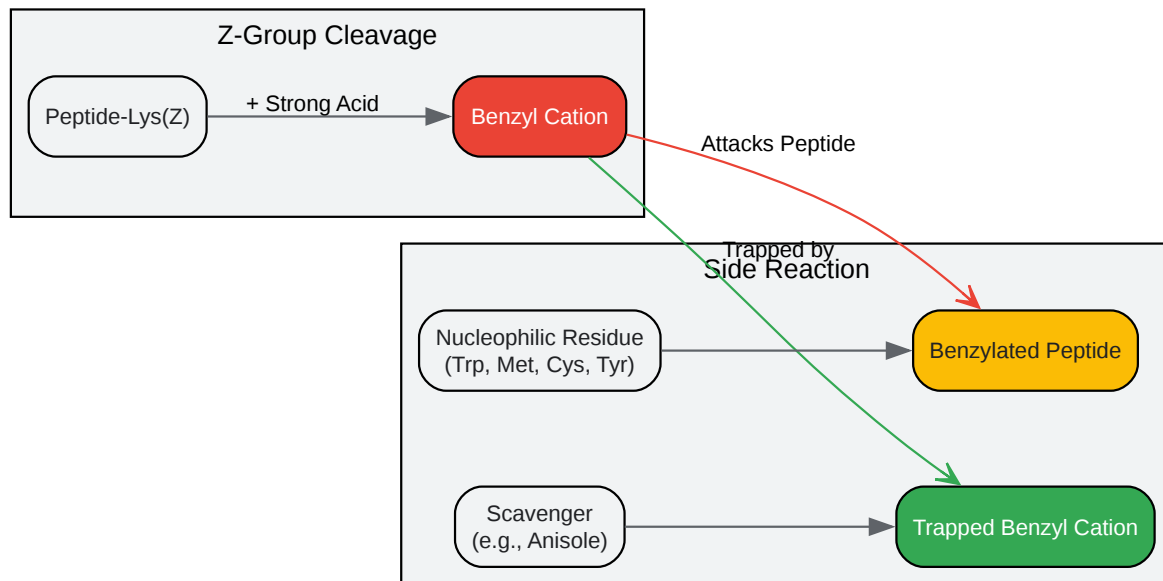 Z-Group Cleavage
Peptide-Lys(Z)
+ Strong Acid
Benzyl Cation
Attacks Peptide
Trapped by
Side Reaction
Nucleophilic Residue
(Trp, Met, Cys, Tyr)
Benzylated Peptide
Scavenger
(e.g., Anisole)
Trapped Benzyl Cation